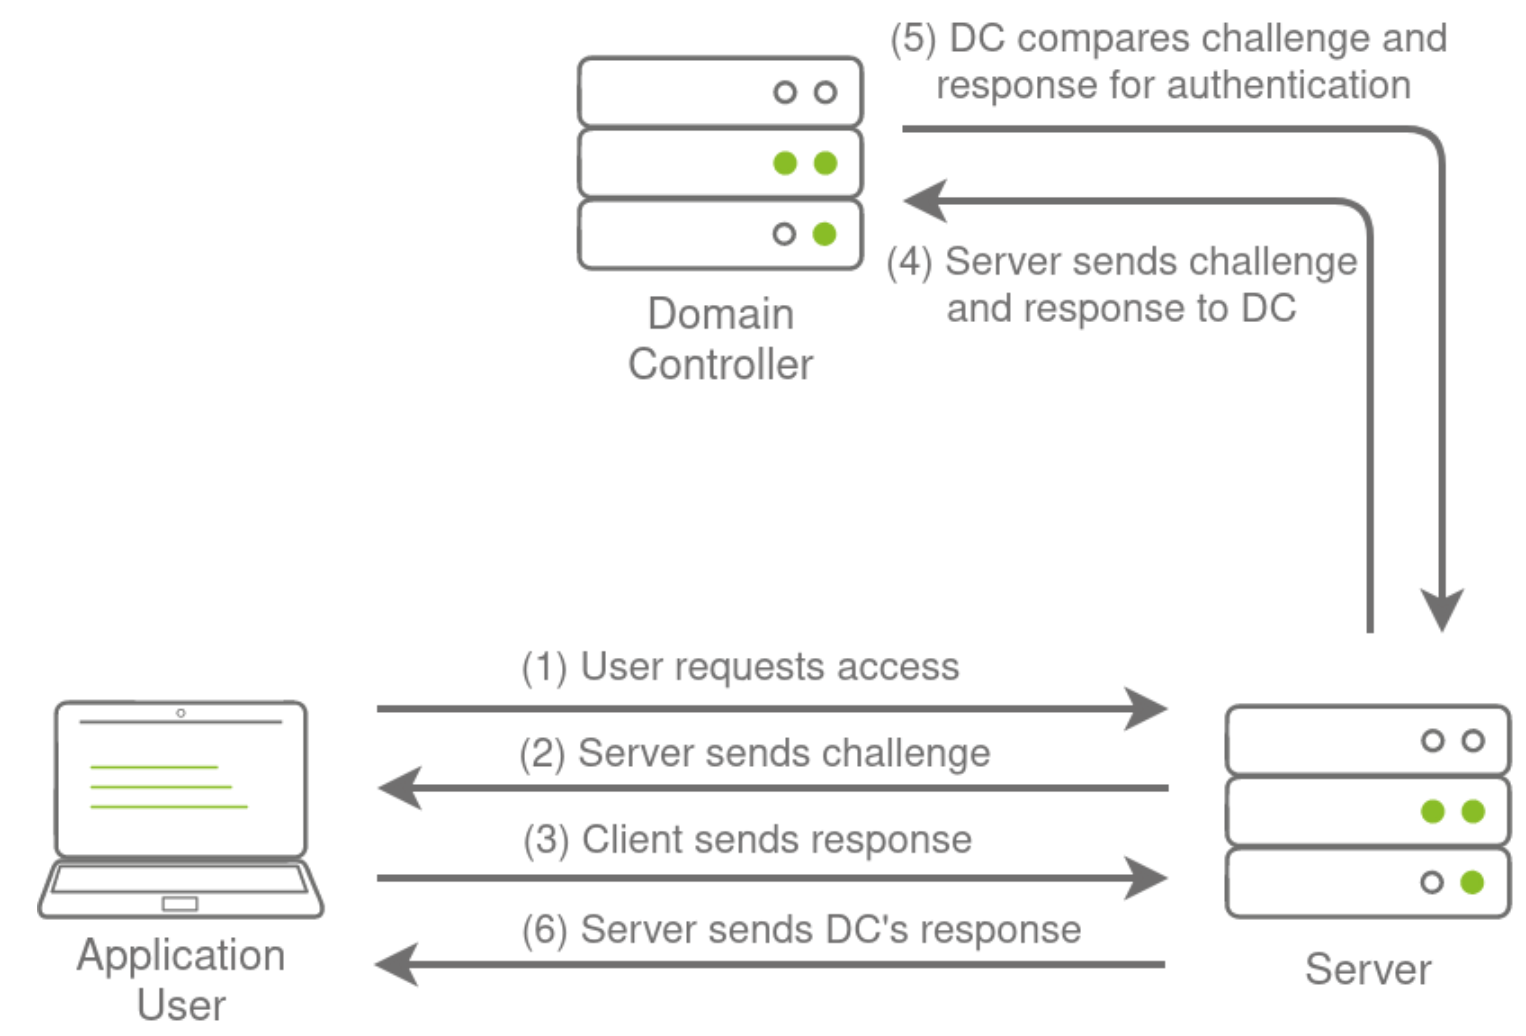 (5) DC compares challenge and
response for authentication
(4) Server sends challenge
and response to DC
Domain
Controller
(1) User requests access
(2) Server sends challenge
(3) Client sends response
(6) Server sends DC's response
Application
User
Server